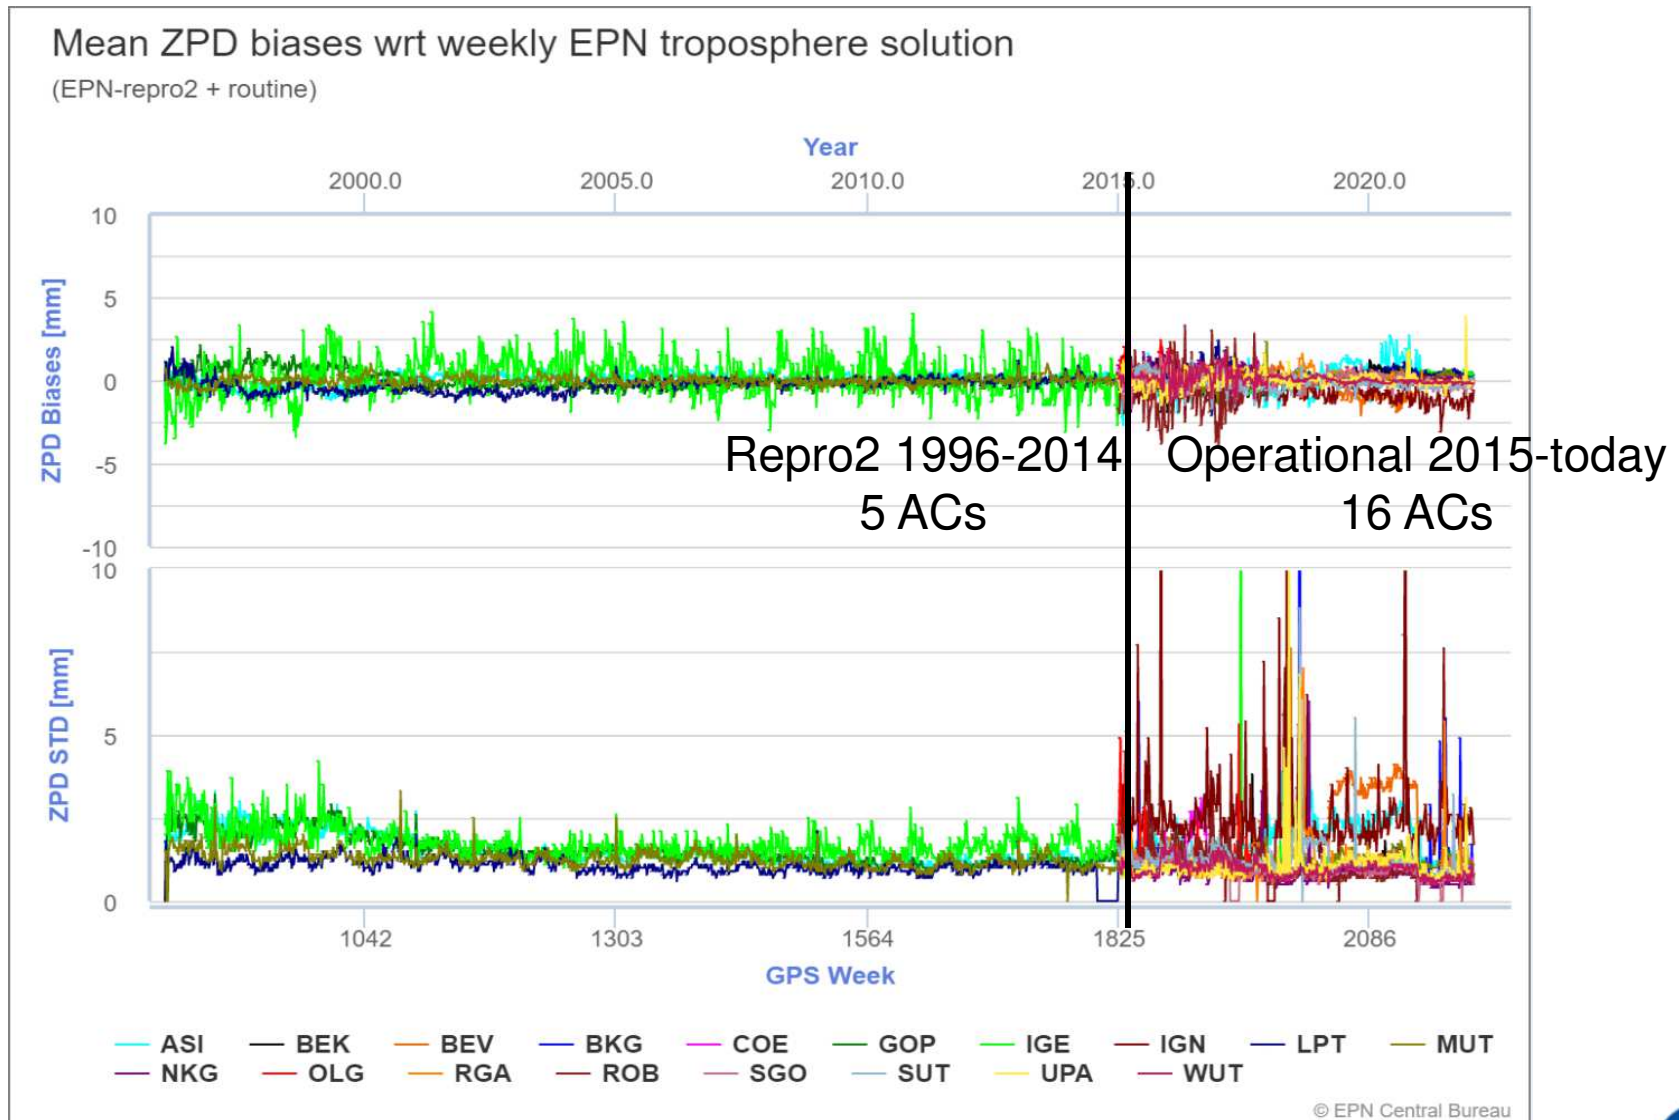 Mean ZPD biases wrt weekly EPN troposphere solution
(EPN-repro2 + routine)
Year
2000.0 2005.0 2010.0 2015.0 2020.0
10
5
0
-5
-10
ZPD Biases [mm]
Repro2 1996-2014 Operational 2015-today
5 ACs 16 ACs
10
5
0
ZPD STD [mm]
1042 1303 1564 1825 2086
GPS Week
ASI BEK BEV BKG COE GOP IGE IGN LPT MUT
NKG OLG RGA ROB SGO SUT UPA WUT
© EPN Central Bureau